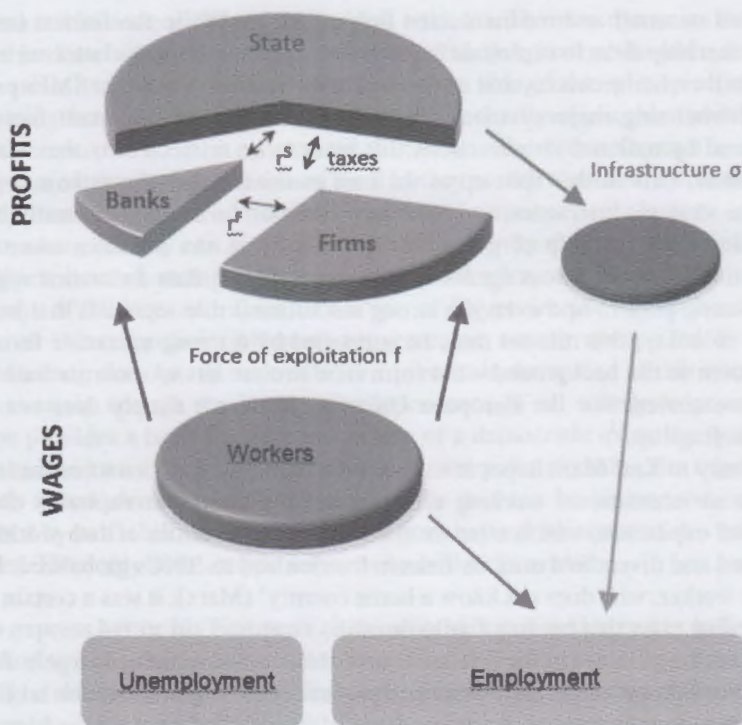 State
PROFITS
r^s taxes
Infrastructure σ
Banks
r^f
Firms
Force of exploitation f
WAGES
Workers
Unemployment
Employment